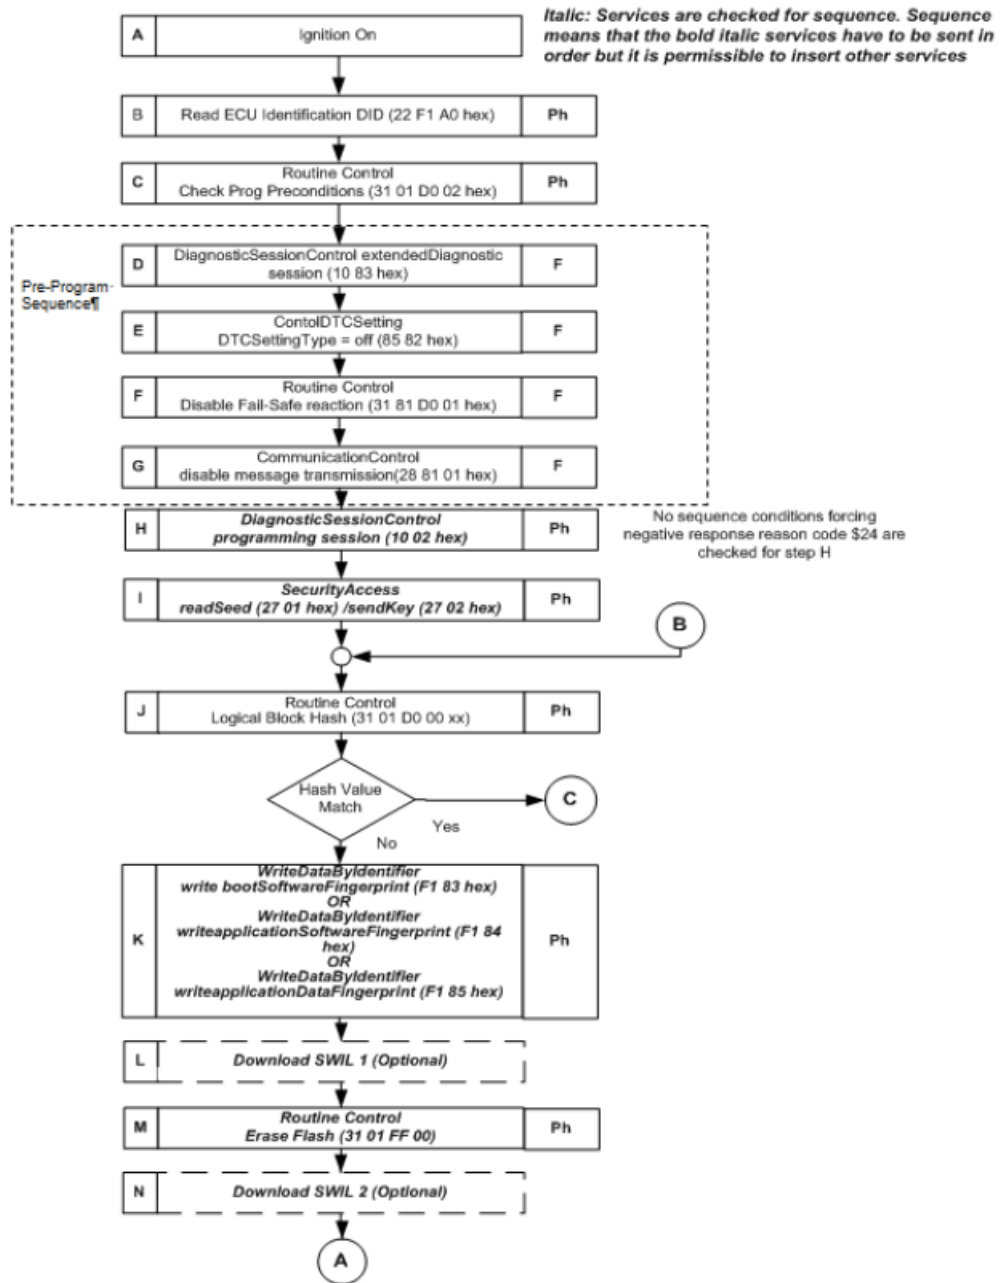 Italic: Services are checked for sequence. Sequence
means that the bold italic services have to be sent in
order but it is permissible to insert other services
A
Ignition On
B
Read ECU Identification DID (22 F1 A0 hex)
Ph
C
Routine Control
Check Prog Preconditions (31 01 D0 02 hex)
Ph
Pre-Program-
Sequence¶
D
DiagnosticSessionControl extendedDiagnostic
session (10 83 hex)
F
E
ContolDTCSetting
DTCSettingType = off (85 82 hex)
F
F
Routine Control
Disable Fail-Safe reaction (31 81 D0 01 hex)
F
G
CommunicationControl
disable message transmission(28 81 01 hex)
F
H
DiagnosticSessionControl
programming session (10 02 hex)
Ph
No sequence conditions forcing
negative response reason code $24 are
checked for step H
I
SecurityAccess
readSeed (27 01 hex) /sendKey (27 02 hex)
Ph
B
J
Routine Control
Logical Block Hash (31 01 D0 00 xx)
Ph
Hash Value
Match
Yes
C
No
K
WriteDataByIdentifier
write bootSoftwareFingerprint (F1 83 hex)
OR
WriteDataByIdentifier
writeapplicationSoftwareFingerprint (F1 84
hex)
OR
WriteDataByIdentifier
writeapplicationDataFingerprint (F1 85 hex)
Ph
L
Download SWIL 1 (Optional)
M
Routine Control
Erase Flash (31 01 FF 00)
Ph
N
Download SWIL 2 (Optional)
A